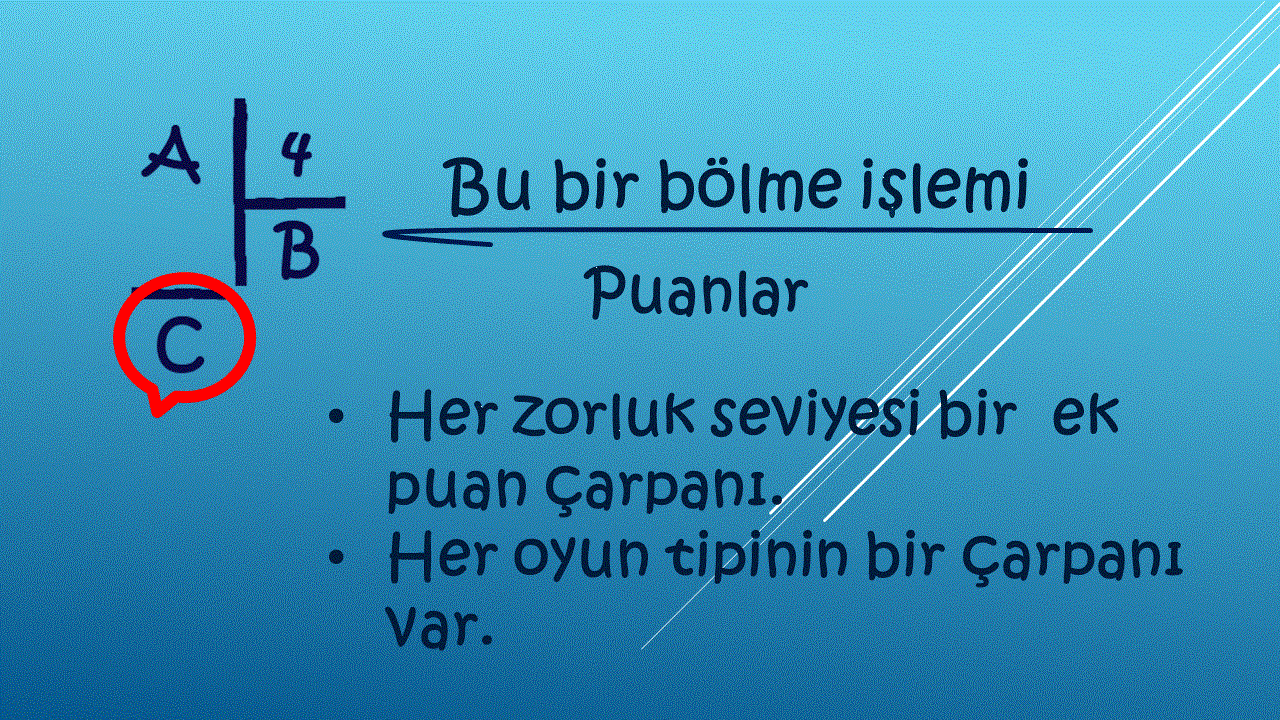 A 4
B
C
Bu bir bölme işlemi
Puanlar
• Her zorluk seviyesi bir ek
puan çarpanı.
• Her oyun tipinin bir çarpanı
var.